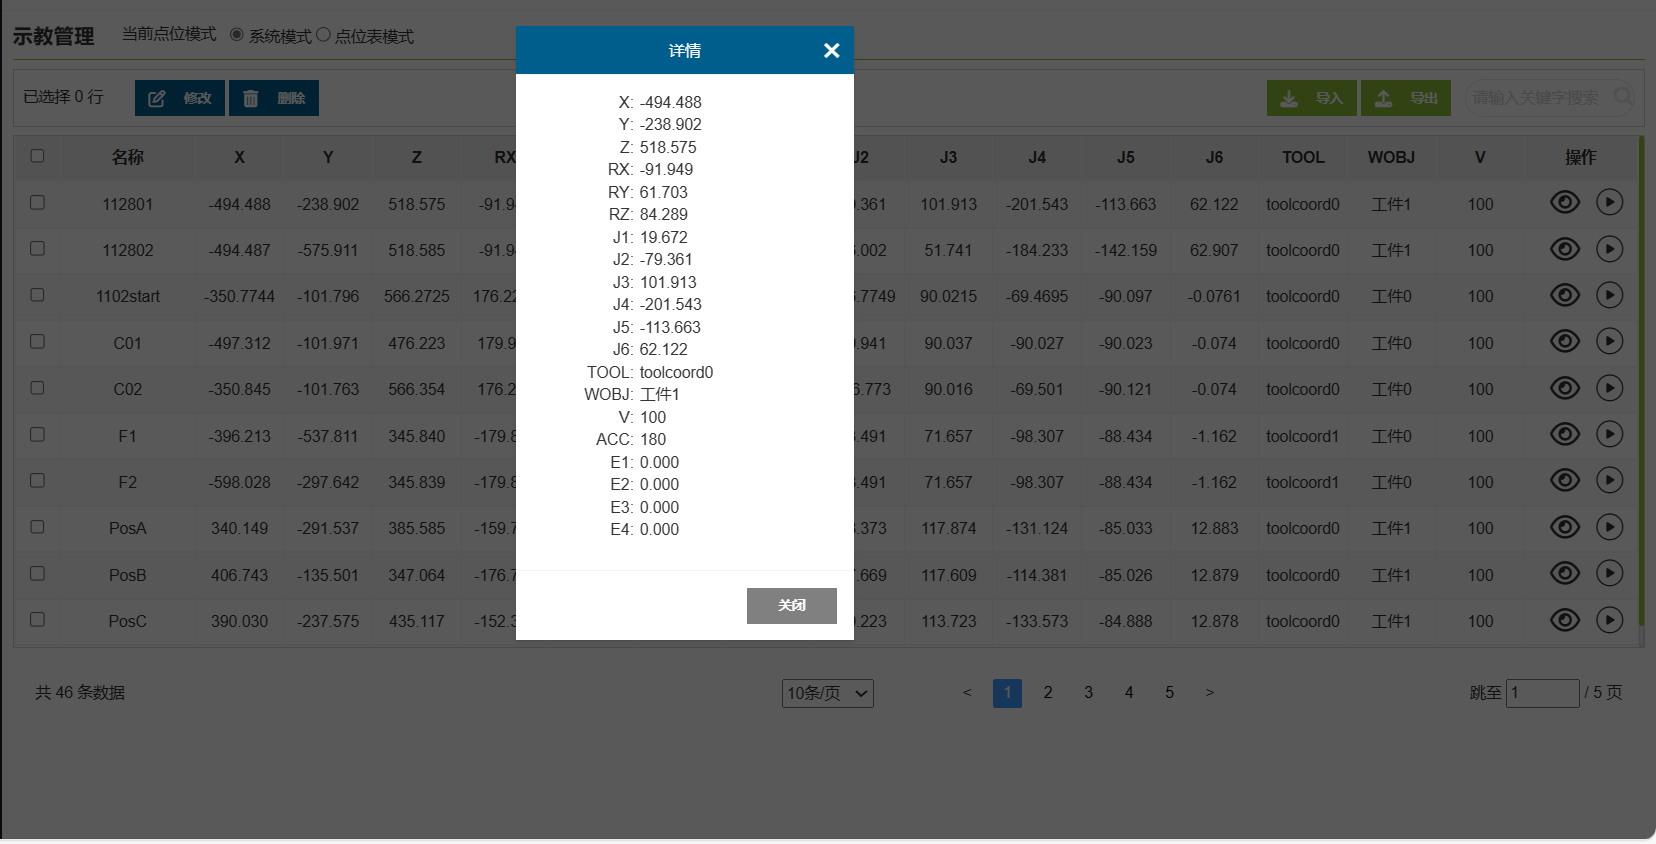 示教管理 当前点位模式 系统模式 点位表模式
已选择 0 行 修改 删除 导入 导出 请输入关键字搜索
名称 X Y Z RX J2 J3 J4 J5 J6 TOOL WOBJ V 操作
112801 -494.488 -238.902 518.575 -91.9 .361 101.913 -201.543 -113.663 62.122 toolcoord0 工件1 100
112802 -494.487 -575.911 518.585 -91.9 .002 51.741 -184.233 -142.159 62.907 toolcoord0 工件1 100
1102start -350.7744 -101.796 566.2725 176.22 .7749 90.0215 -69.4695 -90.097 -0.0761 toolcoord0 工件0 100
C01 -497.312 -101.971 476.223 179.9 .941 90.037 -90.027 -90.023 -0.074 toolcoord0 工件0 100
C02 -350.845 -101.763 566.354 176.2 6.773 90.016 -69.501 -90.121 -0.074 toolcoord0 工件0 100
F1 -396.213 -537.811 345.840 -179.8 .491 71.657 -98.307 -88.434 -1.162 toolcoord1 工件0 100
F2 -598.028 -297.642 345.839 -179.8 .491 71.657 -98.307 -88.434 -1.162 toolcoord1 工件0 100
PosA 340.149 -291.537 385.585 -159.7 .373 117.874 -131.124 -85.033 12.883 toolcoord0 工件1 100
PosB 406.743 -135.501 347.064 -176.7 .669 117.609 -114.381 -85.026 12.879 toolcoord0 工件1 100
PosC 390.030 -237.575 435.117 -152.3 .223 113.723 -133.573 -84.888 12.878 toolcoord0 工件1 100
共 46 条数据 10条/页 < 1 2 3 4 5 > 跳至 1 / 5 页
详情
X: -494.488
Y: -238.902
Z: 518.575
RX: -91.949
RY: 61.703
RZ: 84.289
J1: 19.672
J2: -79.361
J3: 101.913
J4: -201.543
J5: -113.663
J6: 62.122
TOOL: toolcoord0
WOBJ: 工件1
V: 100
ACC: 180
E1: 0.000
E2: 0.000
E3: 0.000
E4: 0.000
关闭